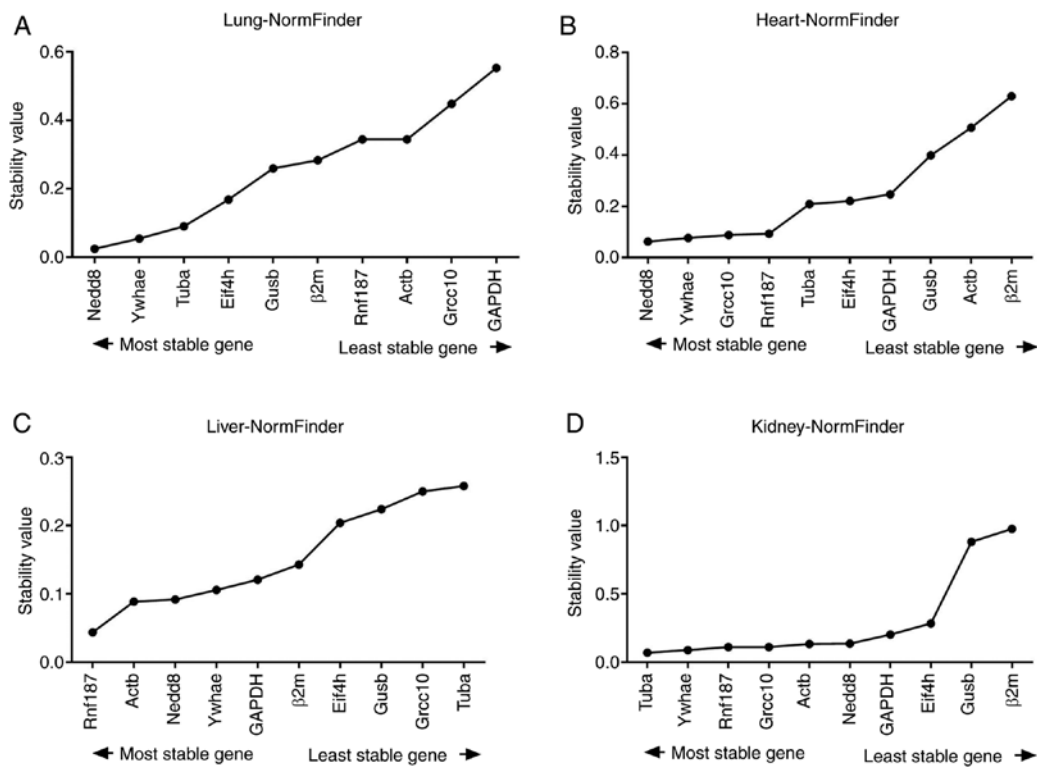 A
Lung-NormFinder
Stability value
0.6
0.4
0.2
0.0
Nedd8
Ywhae
Tuba
Eif4h
Gusb
β2m
Rnf187
Actb
Grcc10
GAPDH
Most stable gene
Least stable gene
B
Heart-NormFinder
Stability value
0.8
0.6
0.4
0.2
0.0
Nedd8
Ywhae
Grcc10
Rnf187
Tuba
Eif4h
GAPDH
Gusb
Actb
β2m
Most stable gene
Least stable gene
C
Liver-NormFinder
Stability value
0.3
0.2
0.1
0.0
Rnf187
Actb
Nedd8
Ywhae
GAPDH
β2m
Eif4h
Gusb
Grcc10
Tuba
Most stable gene
Least stable gene
D
Kidney-NormFinder
Stability value
1.5
1.0
0.5
0.0
Tuba
Ywhae
Rnf187
Grcc10
Actb
Nedd8
GAPDH
Eif4h
Gusb
β2m
Most stable gene
Least stable gene